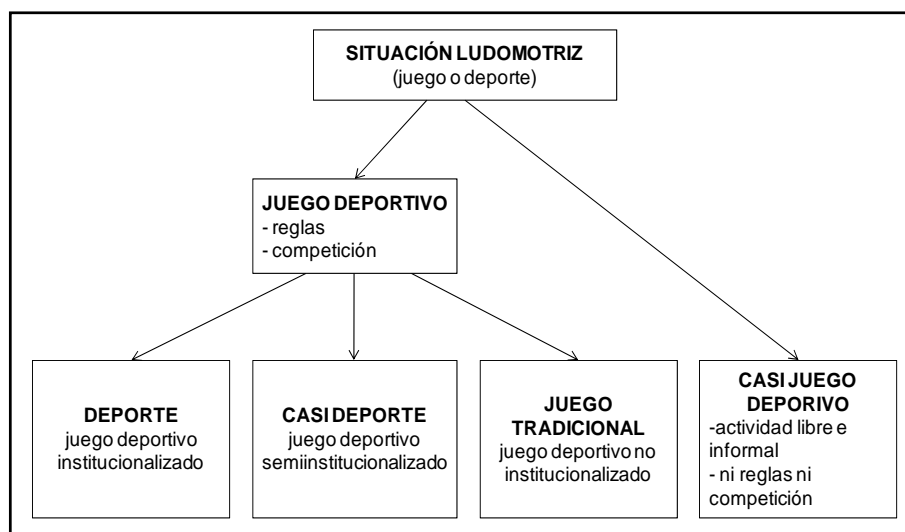 SITUACIÓN LUDOMOTRIZ
(juego o deporte)
JUEGO DEPORTIVO
- reglas
- competición
DEPORTE
juego deportivo
institucionalizado
CASI DEPORTE
juego deportivo
semiinstitucionalizado
JUEGO
TRADICIONAL
juego deportivo no
institucionalizado
CASI JUEGO
DEPORIVO
-actividad libre e
informal
- ni reglas ni
competición